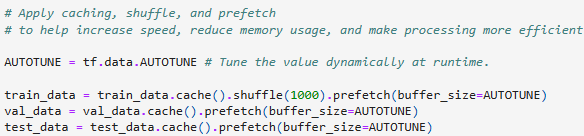 # Apply caching, shuffle, and prefetch
# to help increase speed, reduce memory usage, and make processing more efficient
AUTOTUNE = tf.data.AUTOTUNE # Tune the value dynamically at runtime.
train_data = train_data.cache().shuffle(1000).prefetch(buffer_size=AUTOTUNE)
val_data = val_data.cache().prefetch(buffer_size=AUTOTUNE)
test_data = test_data.cache().prefetch(buffer_size=AUTOTUNE)